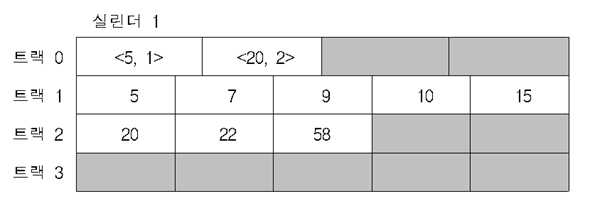 실린더 1
트랙 0 <5, 1> <20, 2>
트랙 1 5 7 9 10 15
트랙 2 20 22 58
트랙 3